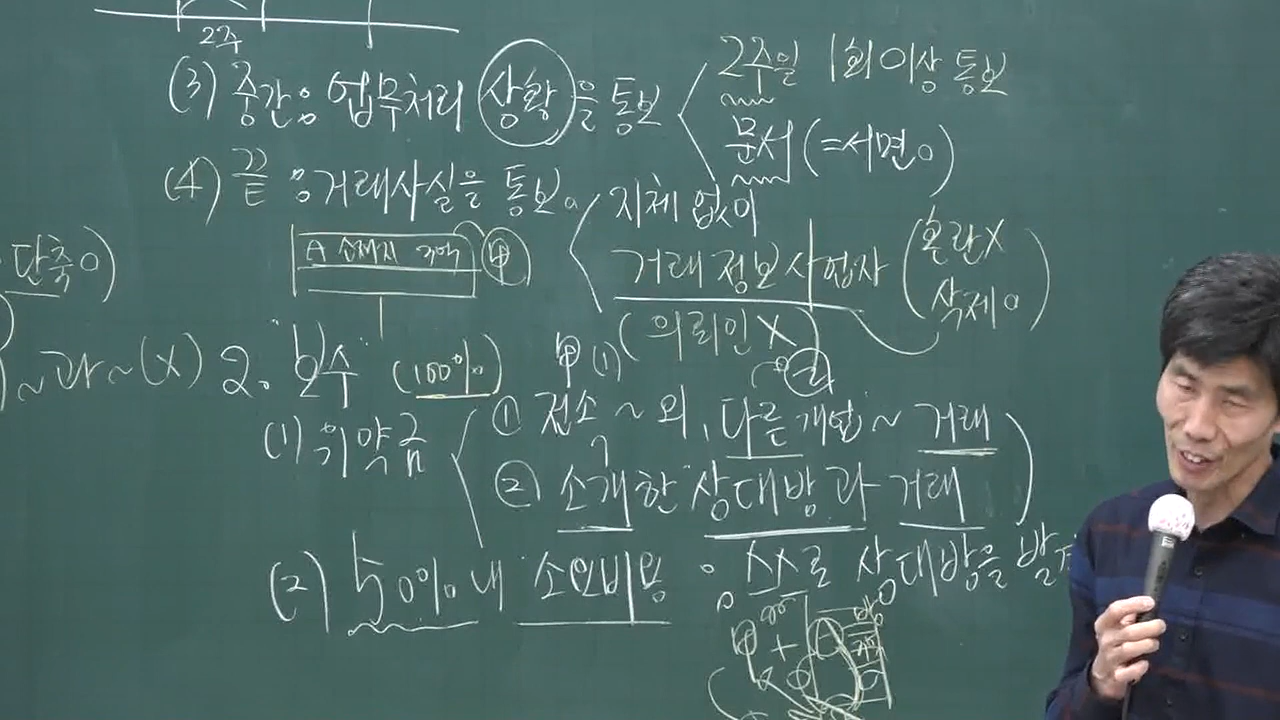 2주
(3) 중간 업무처리 상황을 통보
2주일 1회 이상 통보
문서 (=서면 o)
(4) 끝 거래사실을 통보
지체 없이
거래정보사업자 (혼란X 삭제o)
(의뢰인X)
단축o)
~과~(X)
2. 보수 (100%)
甲 (1)
(1) 위약금
① 전속 ~ 외, 다른 개업 ~ 거래
② 소개한 상대방과 거래
(2) 50%내 소요비용 o 스스로 상대방을 발
甲 + A